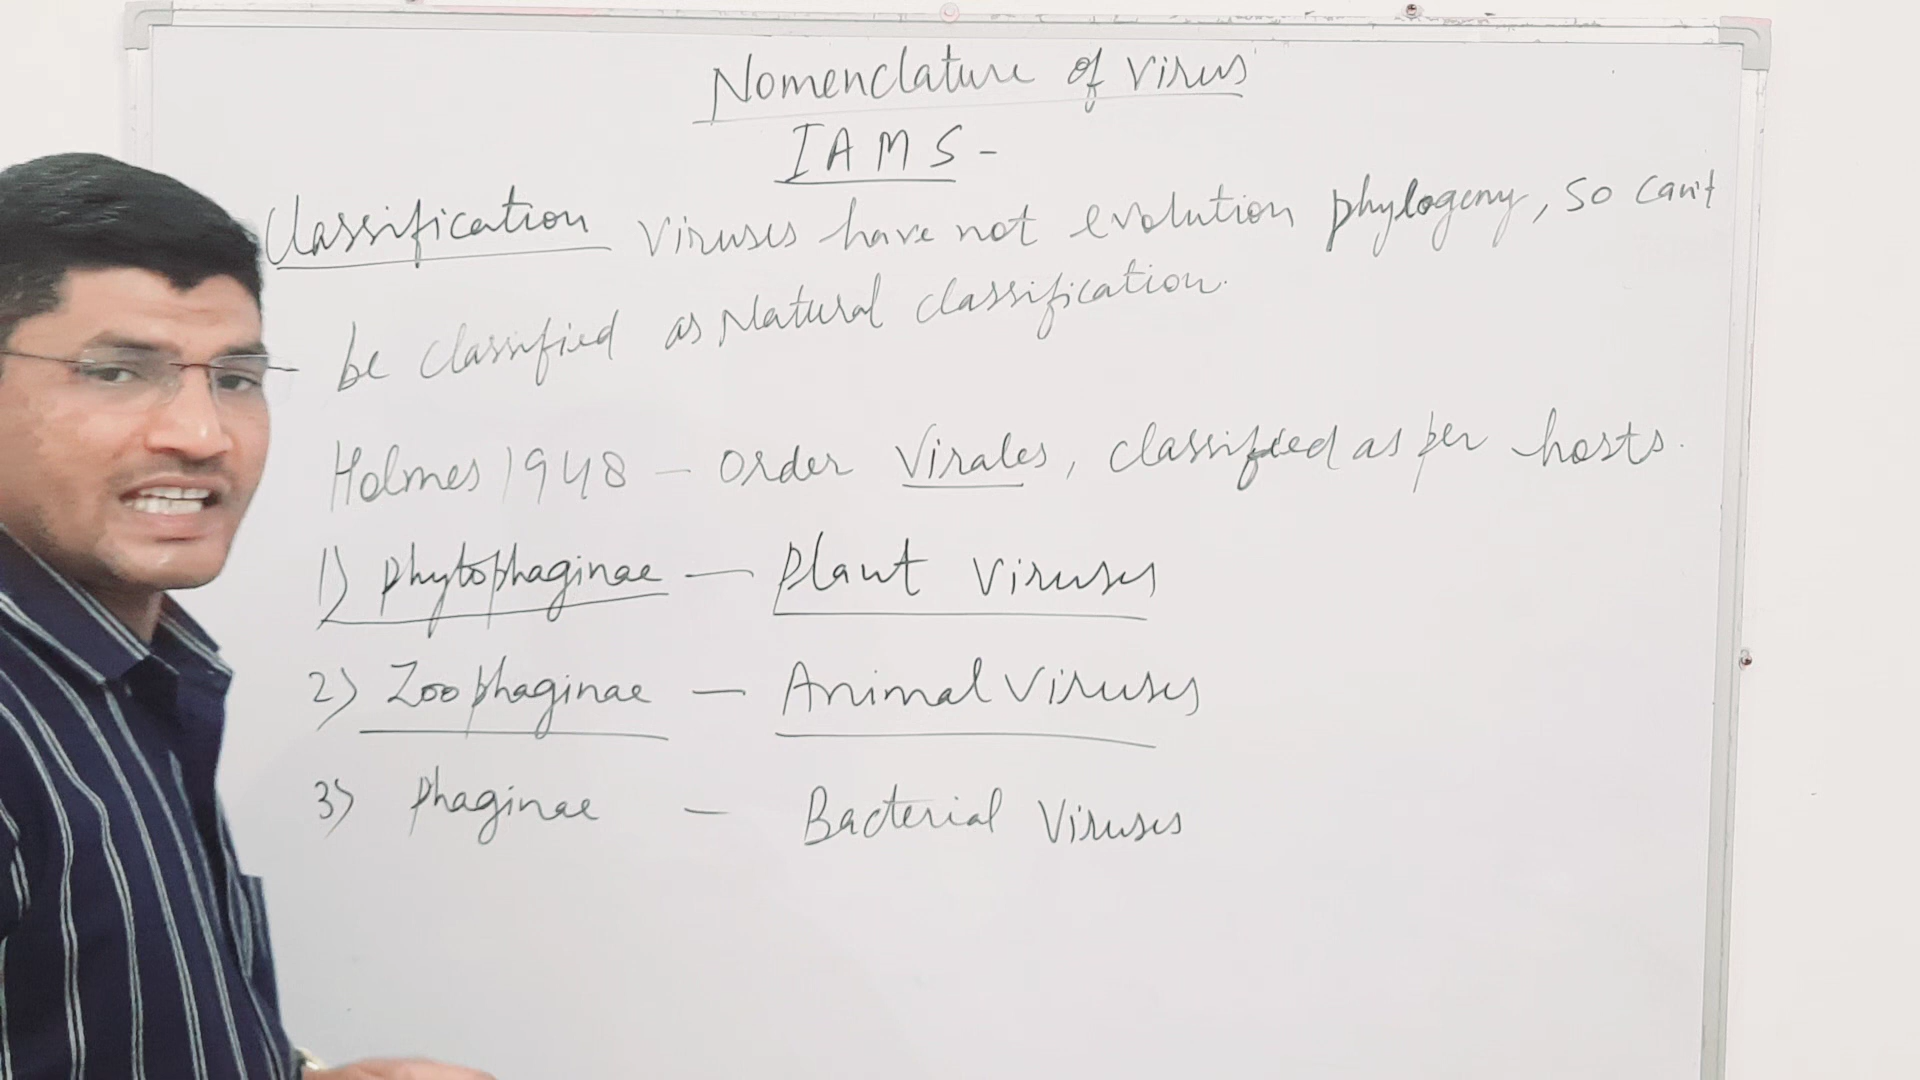 Nomenclature of Virus
IAMS -
Classification Viruses have not evolution phylogeny, so can't
be classified as Natural classification.
Holmes 1948 - order Virales, classified as per hosts.
1) Phytophaginae - Plant Viruses
2) Zoophaginae - Animal Viruses
3) Phaginae - Bacterial Viruses